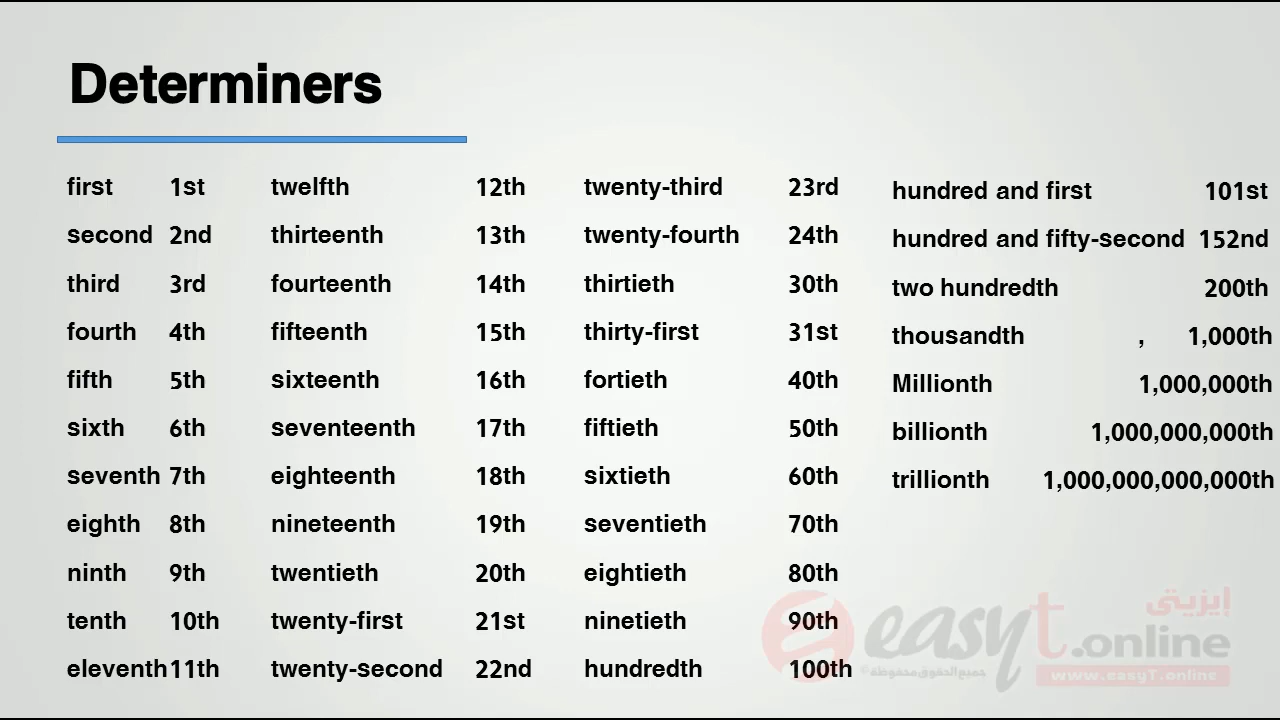 Determiners
first 1st twelfth 12th twenty-third 23rd hundred and first 101st
second 2nd thirteenth 13th twenty-fourth 24th hundred and fifty-second 152nd
third 3rd fourteenth 14th thirtieth 30th two hundredth 200th
fourth 4th fifteenth 15th thirty-first 31st thousandth , 1,000th
fifth 5th sixteenth 16th fortieth 40th Millionth 1,000,000th
sixth 6th seventeenth 17th fiftieth 50th billionth 1,000,000,000th
seventh 7th eighteenth 18th sixtieth 60th trillionth 1,000,000,000,000th
eighth 8th nineteenth 19th seventieth 70th
ninth 9th twentieth 20th eightieth 80th
tenth 10th twenty-first 21st ninetieth 90th
eleventh 11th twenty-second 22nd hundredth 100th
إيزيتي
easyT.online
جميع الحقوق محفوظة©
www.easyT.online